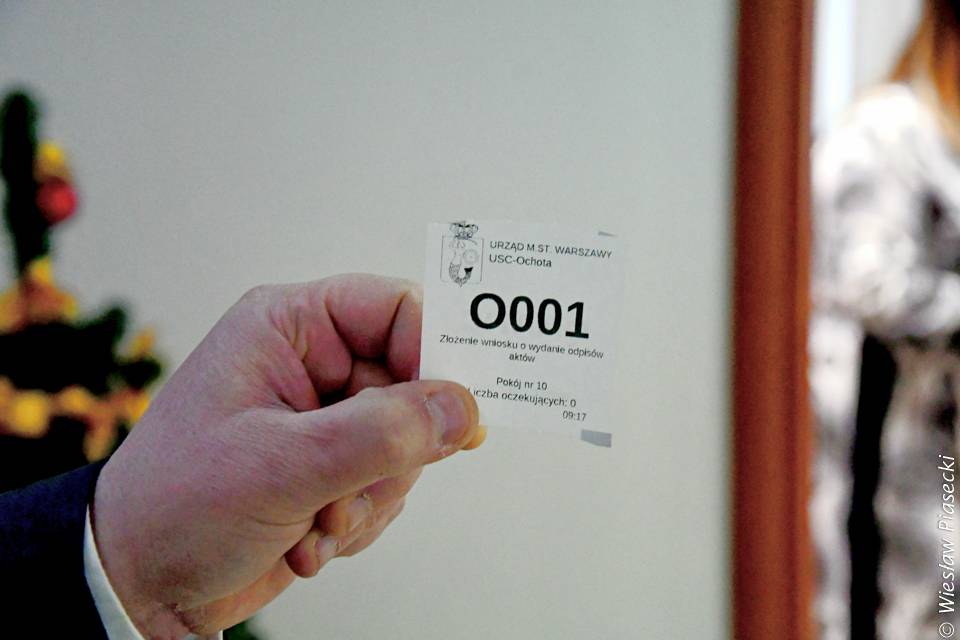 URZĄD M.ST. WARSZAWY
USC-Ochota
O001
Złożenie wniosku o wydanie odpisów
aktów
Pokój nr 10
Liczba oczekujących: 0
09:17
© Wiesław Piasecki